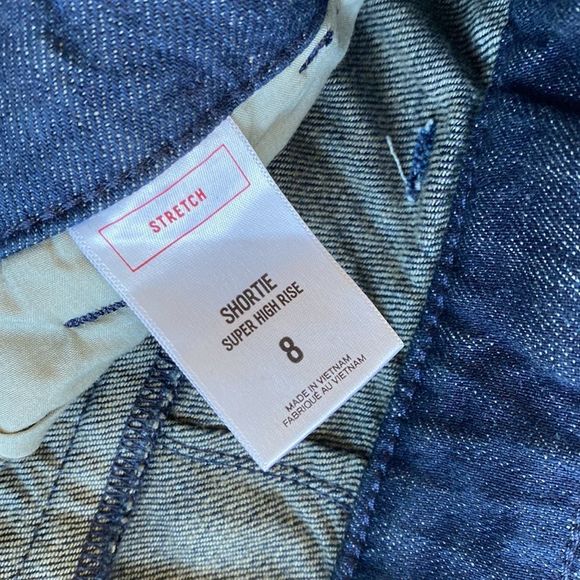 STRETCH
SHORTIE
SUPER HIGH RISE
8
MADE IN VIETNAM
FABRIQUÉ AU VIETNAM